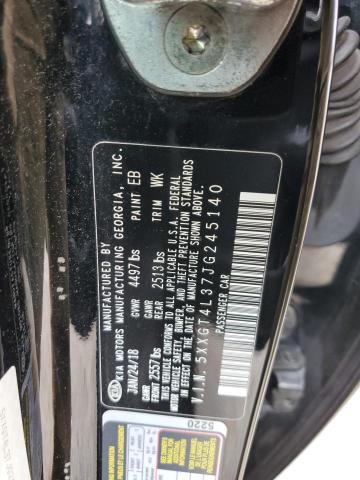 MANUFACTURED BY
KIA MOTORS MANUFACTURING GEORGIA, INC.
JAN/24/18 GVWR 4497lbs PAINT EB
FRONT GAWR 2557lbs GAWR 2513lbs TRIM WK
THIS VEHICLE CONFORMS TO ALL APPLICABLE U.S.A. FEDERAL
MOTOR VEHICLE SAFETY, BUMPER, AND THEFT PREVENTION STANDARDS
IN EFFECT ON THE DATE OF MANUFACTURE SHOWN ABOVE.
V.I.N. 5XXGT4L37JG245140
PASSENGER CAR
5220